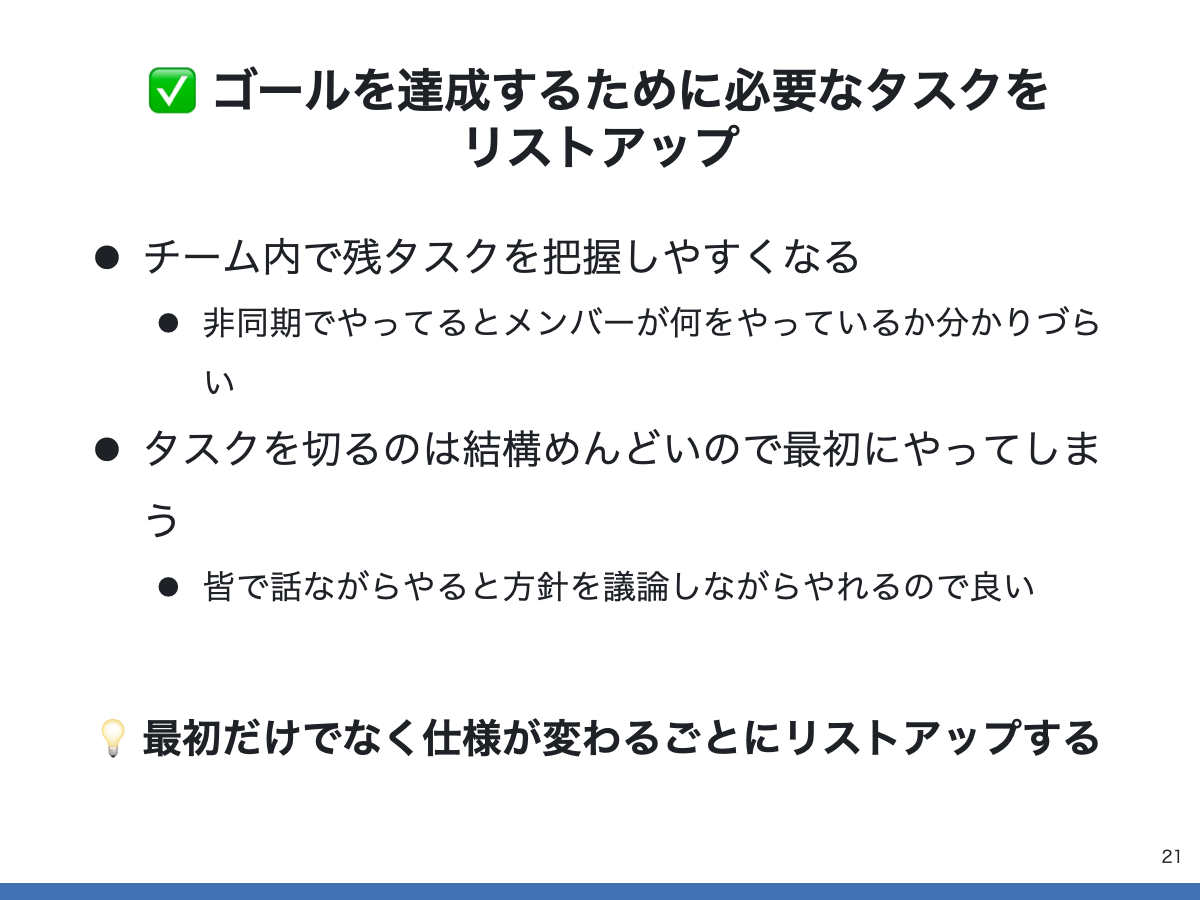 ✅ ゴールを達成するために必要なタスクを
リストアップ
● チーム内で残タスクを把握しやすくなる
● 非同期でやってるとメンバーが何をやっているか分かりづら
い
● タスクを切るのは結構めんどいので最初にやってしま
う
● 皆で話ながらやると方針を議論しながらやれるので良い
💡 最初だけでなく仕様が変わるごとにリストアップする
21